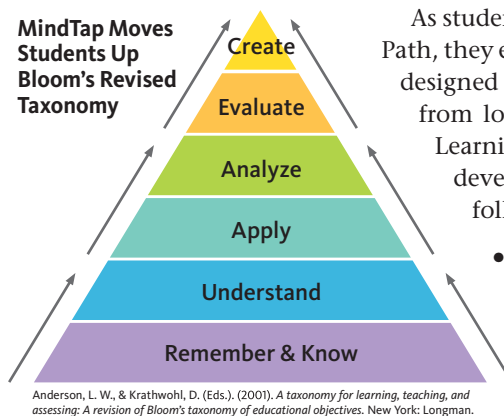 MindTap Moves
Students Up
Bloom's Revised
Taxonomy
Create
Evaluate
Analyze
Apply
Understand
Remember & Know
As studen
Path, they e
designed
from lo
Learni
deve
foll
•
Anderson, L. W., & Krathwohl, D. (Eds.). (2001). A taxonomy for learning, teaching, and
assessing: A revision of Bloom's taxonomy of educational objectives. New York: Longman.